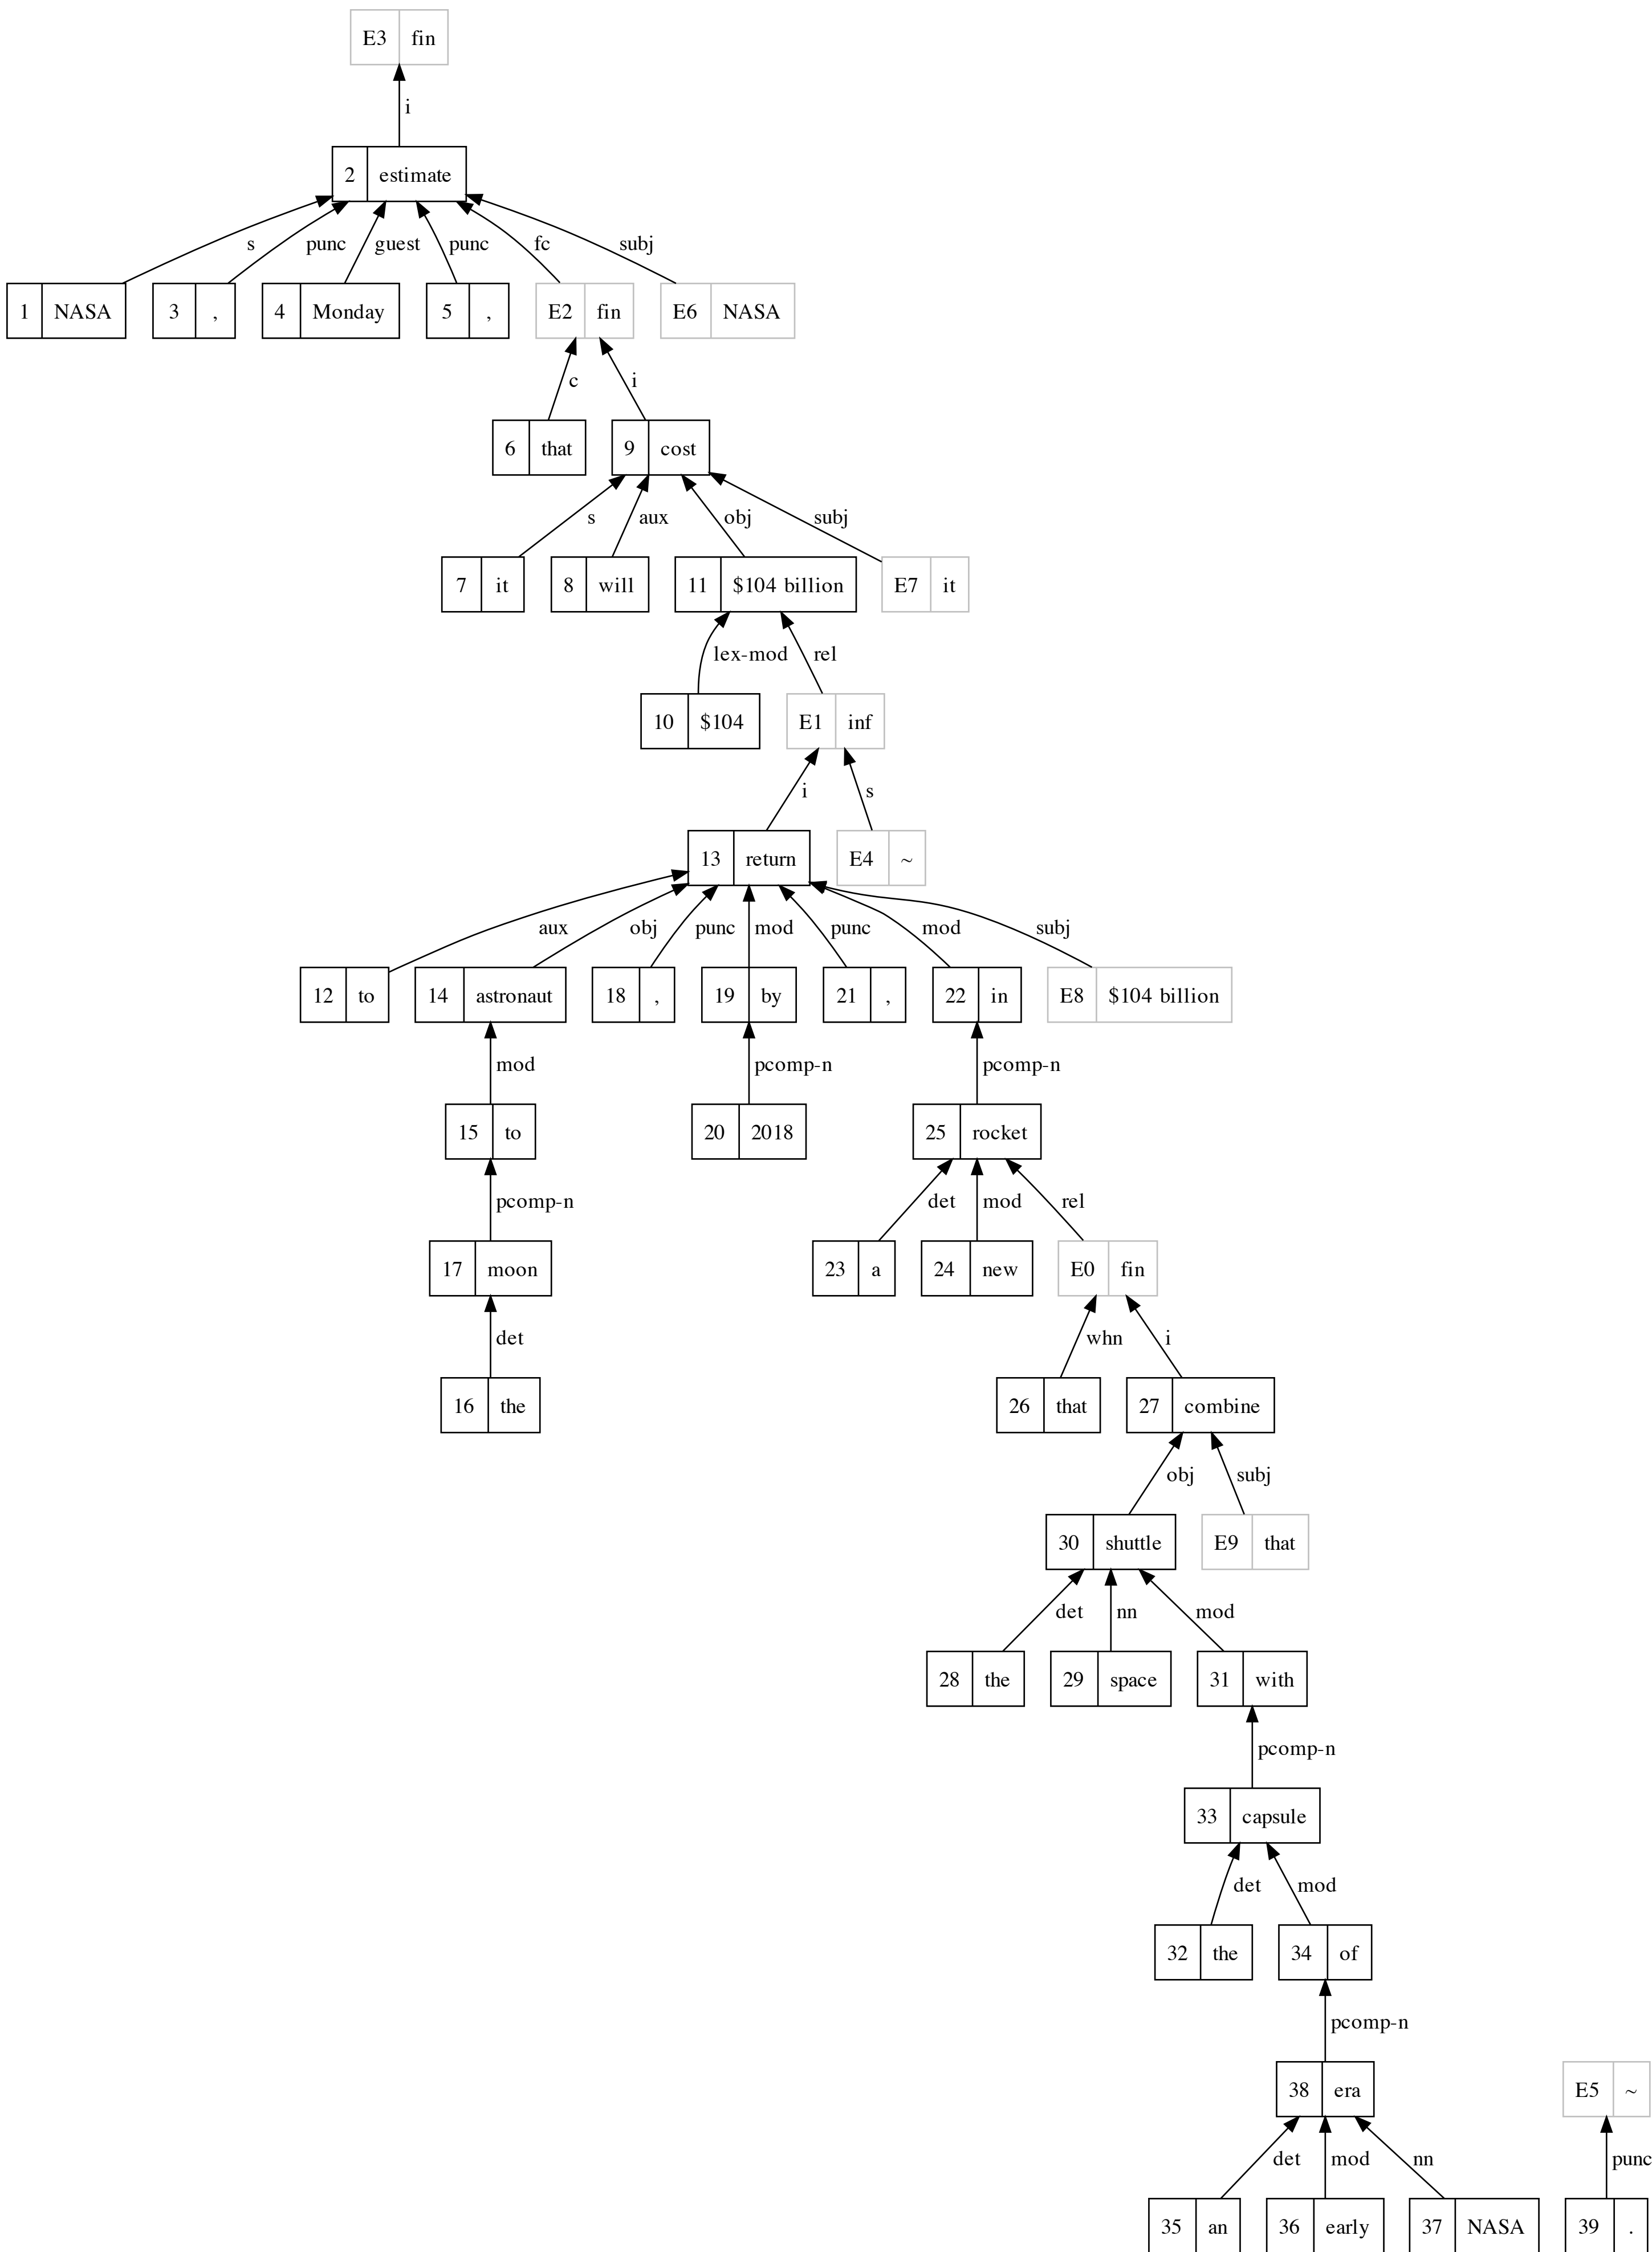 E3 fin
i
2 estimate
s punc guest punc fc subj
1 NASA 3 , 4 Monday 5 , E2 fin E6 NASA
c i
6 that 9 cost
s aux obj subj
7 it 8 will 11 $104 billion E7 it
lex-mod rel
10 $104 E1 inf
i s
13 return E4 ~
aux obj punc mod punc mod subj
12 to 14 astronaut 18 , 19 by 21 , 22 in E8 $104 billion
mod pcomp-n pcomp-n
15 to 20 2018 25 rocket
pcomp-n det mod rel
17 moon 23 a 24 new E0 fin
det whn i
16 the 26 that 27 combine
obj subj
30 shuttle E9 that
det nn mod
28 the 29 space 31 with
pcomp-n
33 capsule
det mod
32 the 34 of
pcomp-n
38 era E5 ~
det mod nn punc
35 an 36 early 37 NASA 39 .